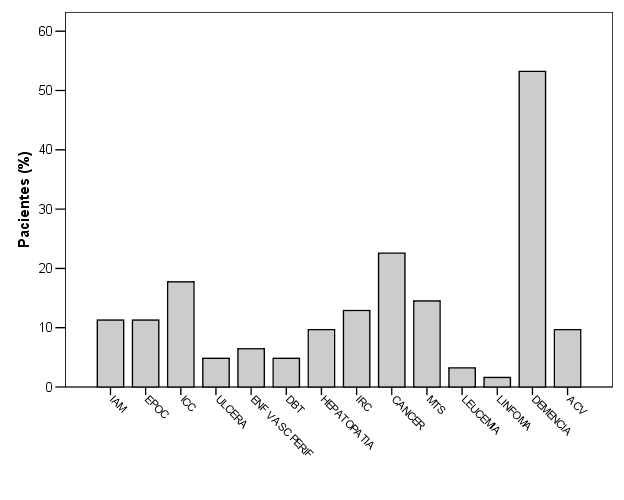 Pacientes (%)
60
50
40
30
20
10
0
IAM
EPOC
ICC
ULCERA
ENF VASC PERIF
DBT
HEPATOPATIA
IRC
CANCER
MTS
LEUCEMIA
LINFOMA
DEMENCIA
ACV